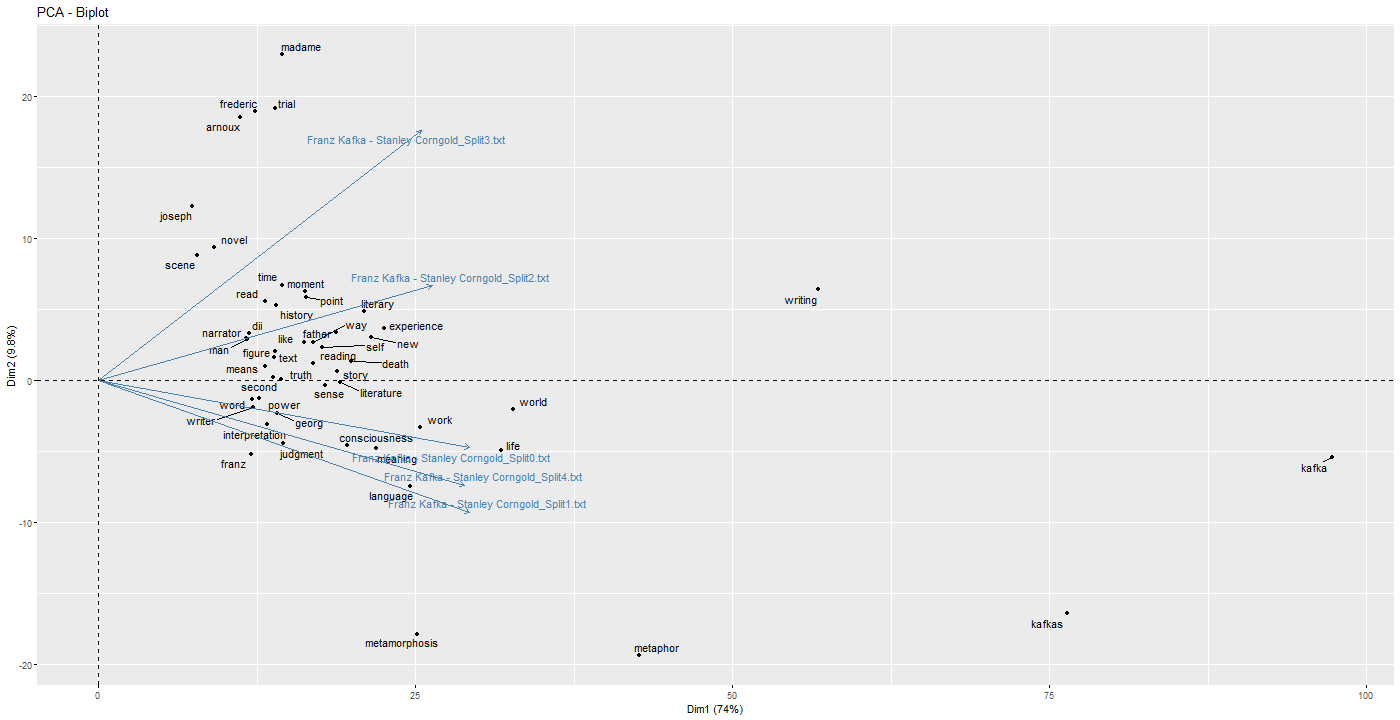 PCA - Biplot
madame
frederic
trial
arnoux
Franz Kafka - Stanley Corngold_Split3.txt
joseph
novel
scene
time
moment
Franz Kafka - Stanley Corngold_Split2.txt
read
point
literary
writing
history
dii
way
experience
narrator
like
father
new
man
figure
text
self
reading
death
means
truth
story
second
sense
literature
world
word
power
writer
georg
work
interpretation
consciousness
life
judgment
meaning
Franz Kafka - Stanley Corngold_Split0.txt
franz
kafka
Franz Kafka - Stanley Corngold_Split4.txt
language
Franz Kafka - Stanley Corngold_Split1.txt
kafkas
metamorphosis
metaphor
20
10
0
-10
-20
Dim2 (9.8%)
0
25
50
75
100
Dim1 (74%)